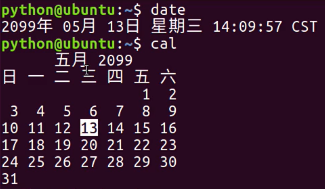 python@ubuntu:~$ date
2099年 05月 13日 星期三 14:09:57 CST
python@ubuntu:~$ cal
五月 2099
日 一 二 三 四 五 六
1 2
3 4 5 6 7 8 9
10 11 12 13 14 15 16
17 18 19 20 21 22 23
24 25 26 27 28 29 30
31